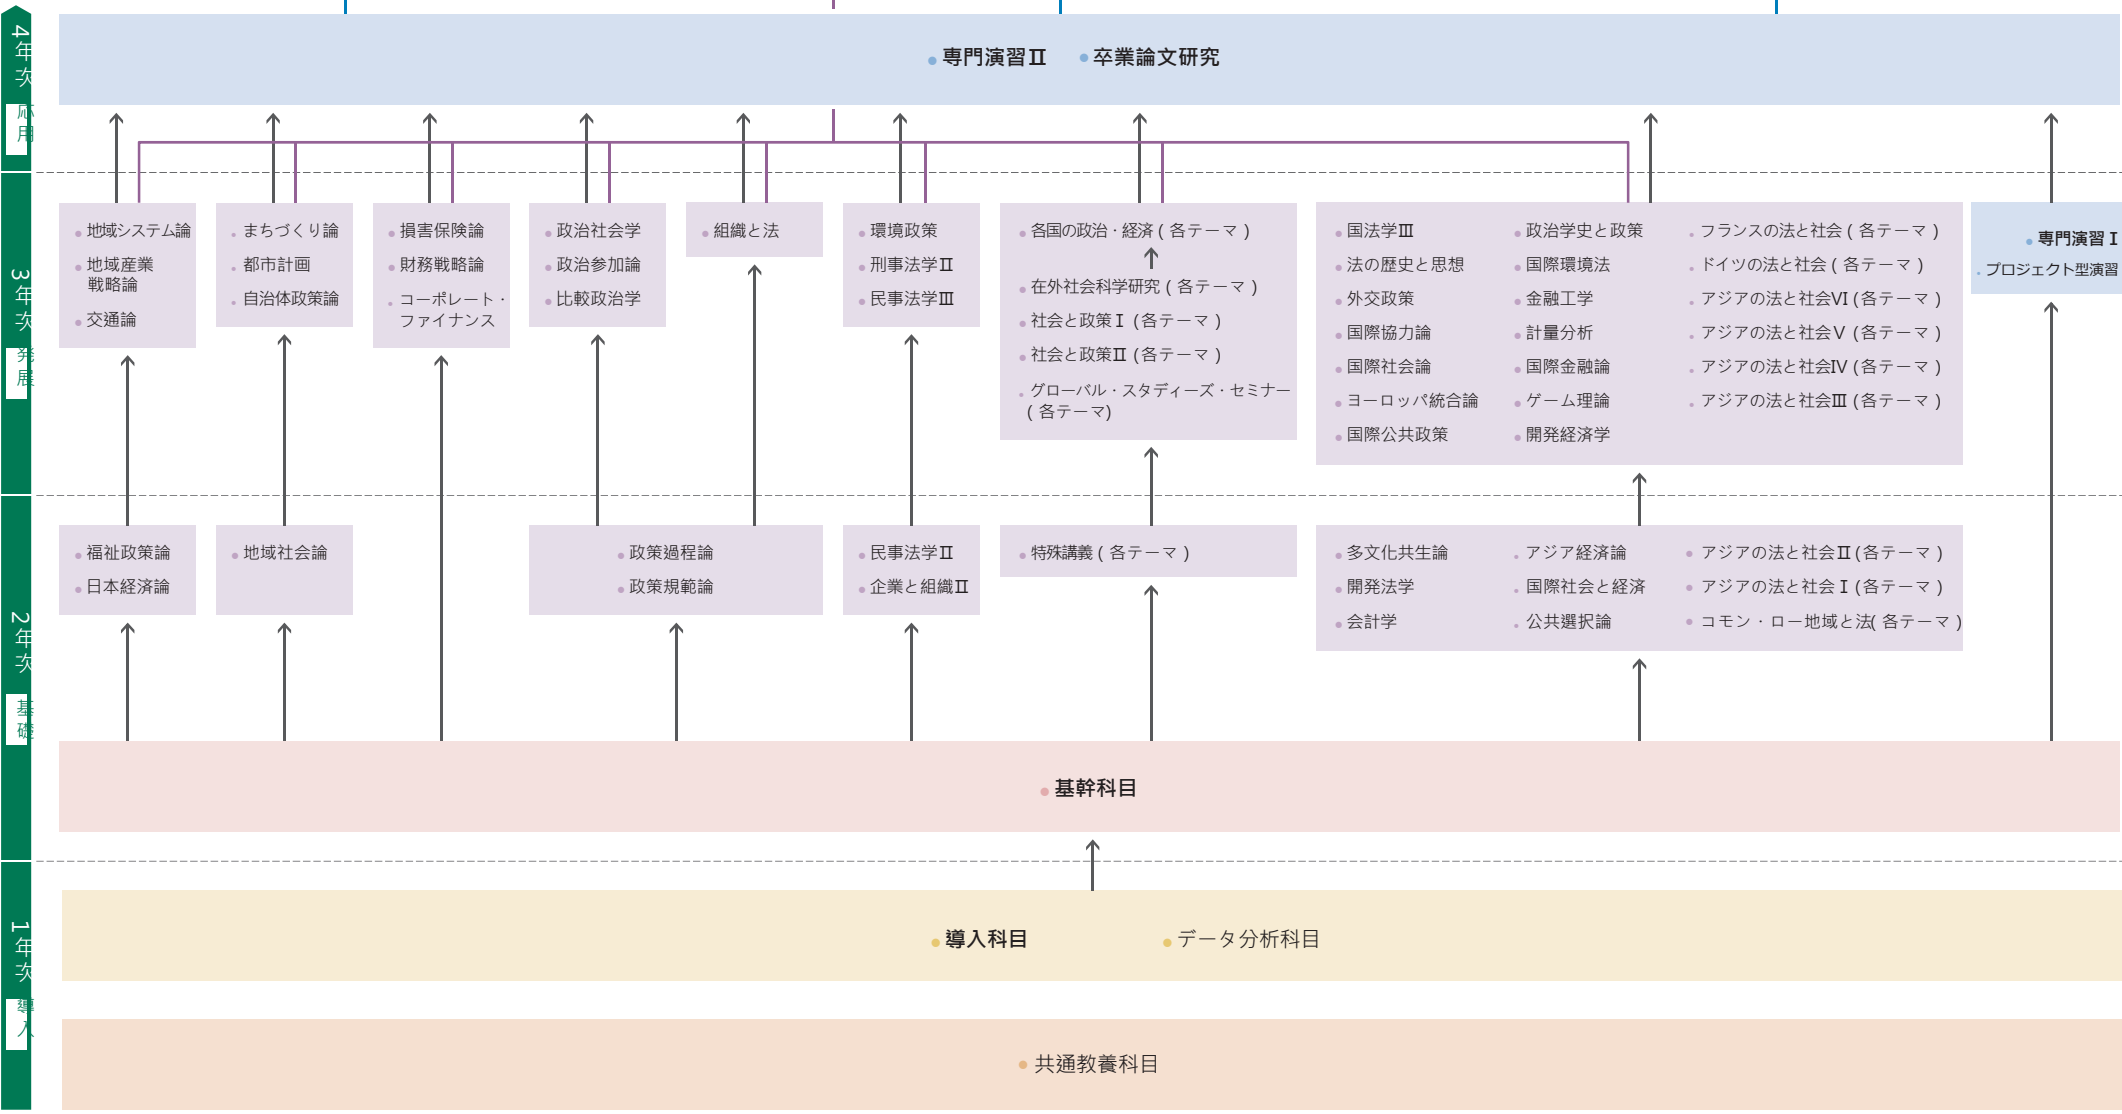 4年次
応用
専門演習Ⅱ
卒業論文研究
3年次
発展
地域システム論
地域産業
戦略論
交通論
まちづくり論
都市計画
自治体政策論
損害保険論
財務戦略論
コーポレート・
ファイナンス
政治社会学
政治参加論
比較政治学
組織と法
環境政策
刑事法学Ⅱ
民事法学Ⅲ
各国の政治・経済(各テーマ)
在外社会科学研究(各テーマ)
社会と政策Ⅰ(各テーマ)
社会と政策Ⅱ(各テーマ)
グローバル・スタディーズ・セミナー
(各テーマ)
国法学Ⅲ
法の歴史と思想
外交政策
国際協力論
国際社会論
ヨーロッパ統合論
国際公共政策
政治学史と政策
国際環境法
金融工学
計量分析
国際金融論
ゲーム理論
開発経済学
フランスの法と社会(各テーマ)
ドイツの法と社会(各テーマ)
アジアの法と社会Ⅵ(各テーマ)
アジアの法と社会Ⅴ(各テーマ)
アジアの法と社会Ⅳ(各テーマ)
アジアの法と社会Ⅲ(各テーマ)
専門演習Ⅰ
プロジェクト型演習
2年次
基礎
福祉政策論
日本経済論
地域社会論
政策過程論
政策規範論
民事法学Ⅱ
企業と組織Ⅱ
特殊講義(各テーマ)
多文化共生論
開発法学
会計学
アジア経済論
国際社会と経済
公共選択論
アジアの法と社会Ⅱ(各テーマ)
アジアの法と社会Ⅰ(各テーマ)
コモン・ロー地域と法(各テーマ)
基幹科目
1年次
導入
導入科目
データ分析科目
共通教養科目